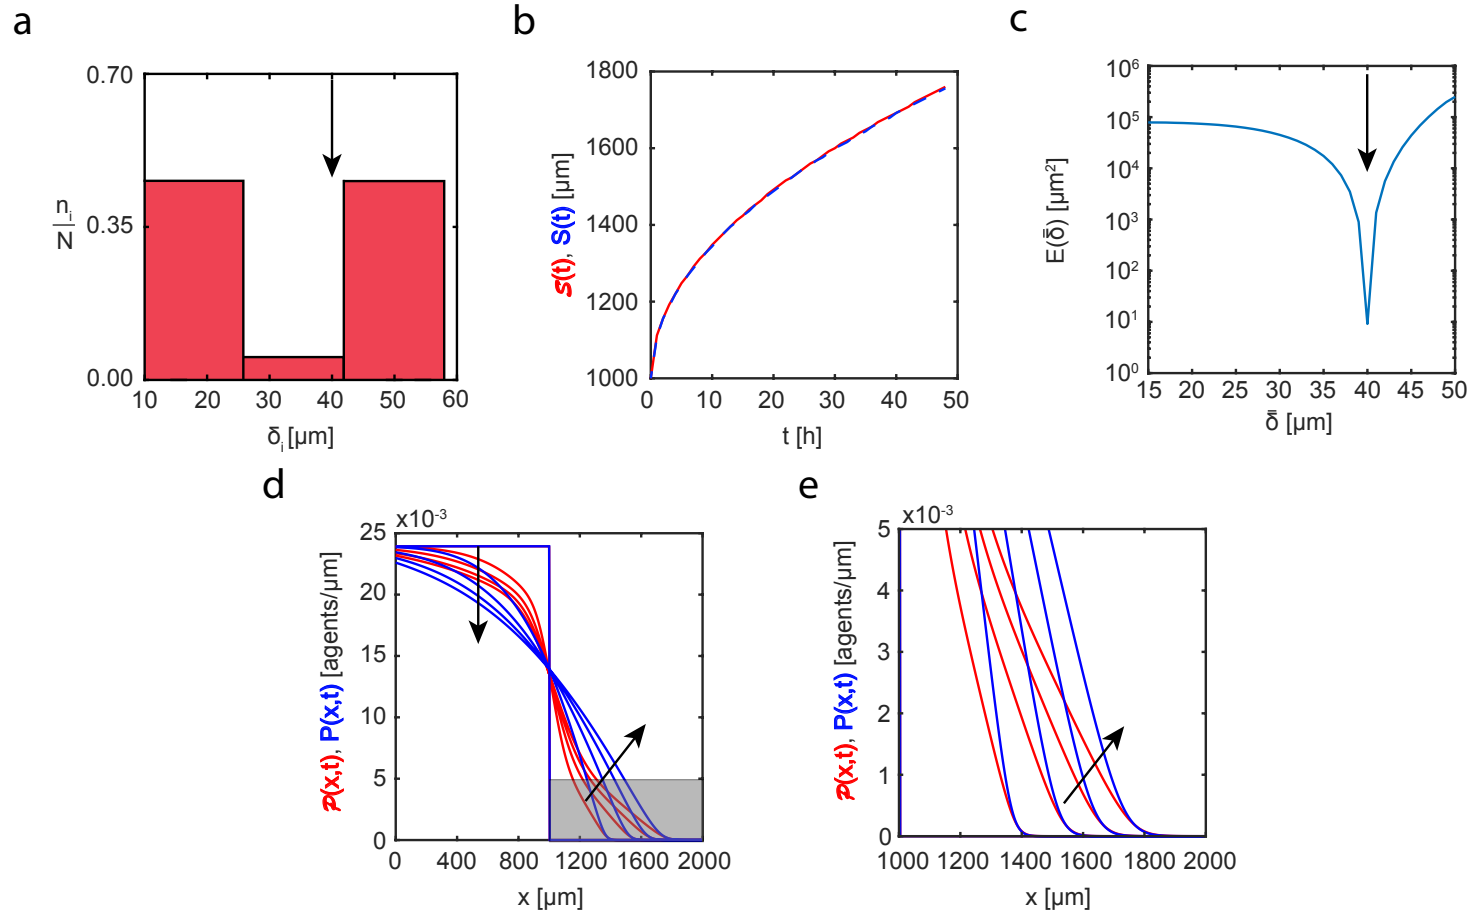 a
0.70
0.35
0.00
n_i
N
10 20 30 40 50 60
δ_i [µm]
b
1800
1600
1400
1200
1000
S(t), S(t) [µm]
0 10 20 30 40 50
t [h]
c
10^6
10^5
10^4
10^3
10^2
10^1
10^0
E(δ̄) [µm²]
15 20 25 30 35 40 45 50
δ̄ [µm]
d
x10^-3
25
20
15
10
5
0
P(x,t), P(x,t) [agents/µm]
0 400 800 1200 1600 2000
x [µm]
e
x10^-3
5
4
3
2
1
0
P(x,t), P(x,t) [agents/µm]
1000 1200 1400 1600 1800 2000
x [µm]